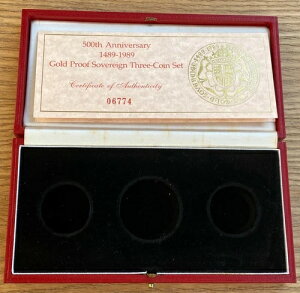 500th Anniversary
1489-1989
Gold Proof Sovereign Three-Coin Set
Certificate of Authenticity
06774